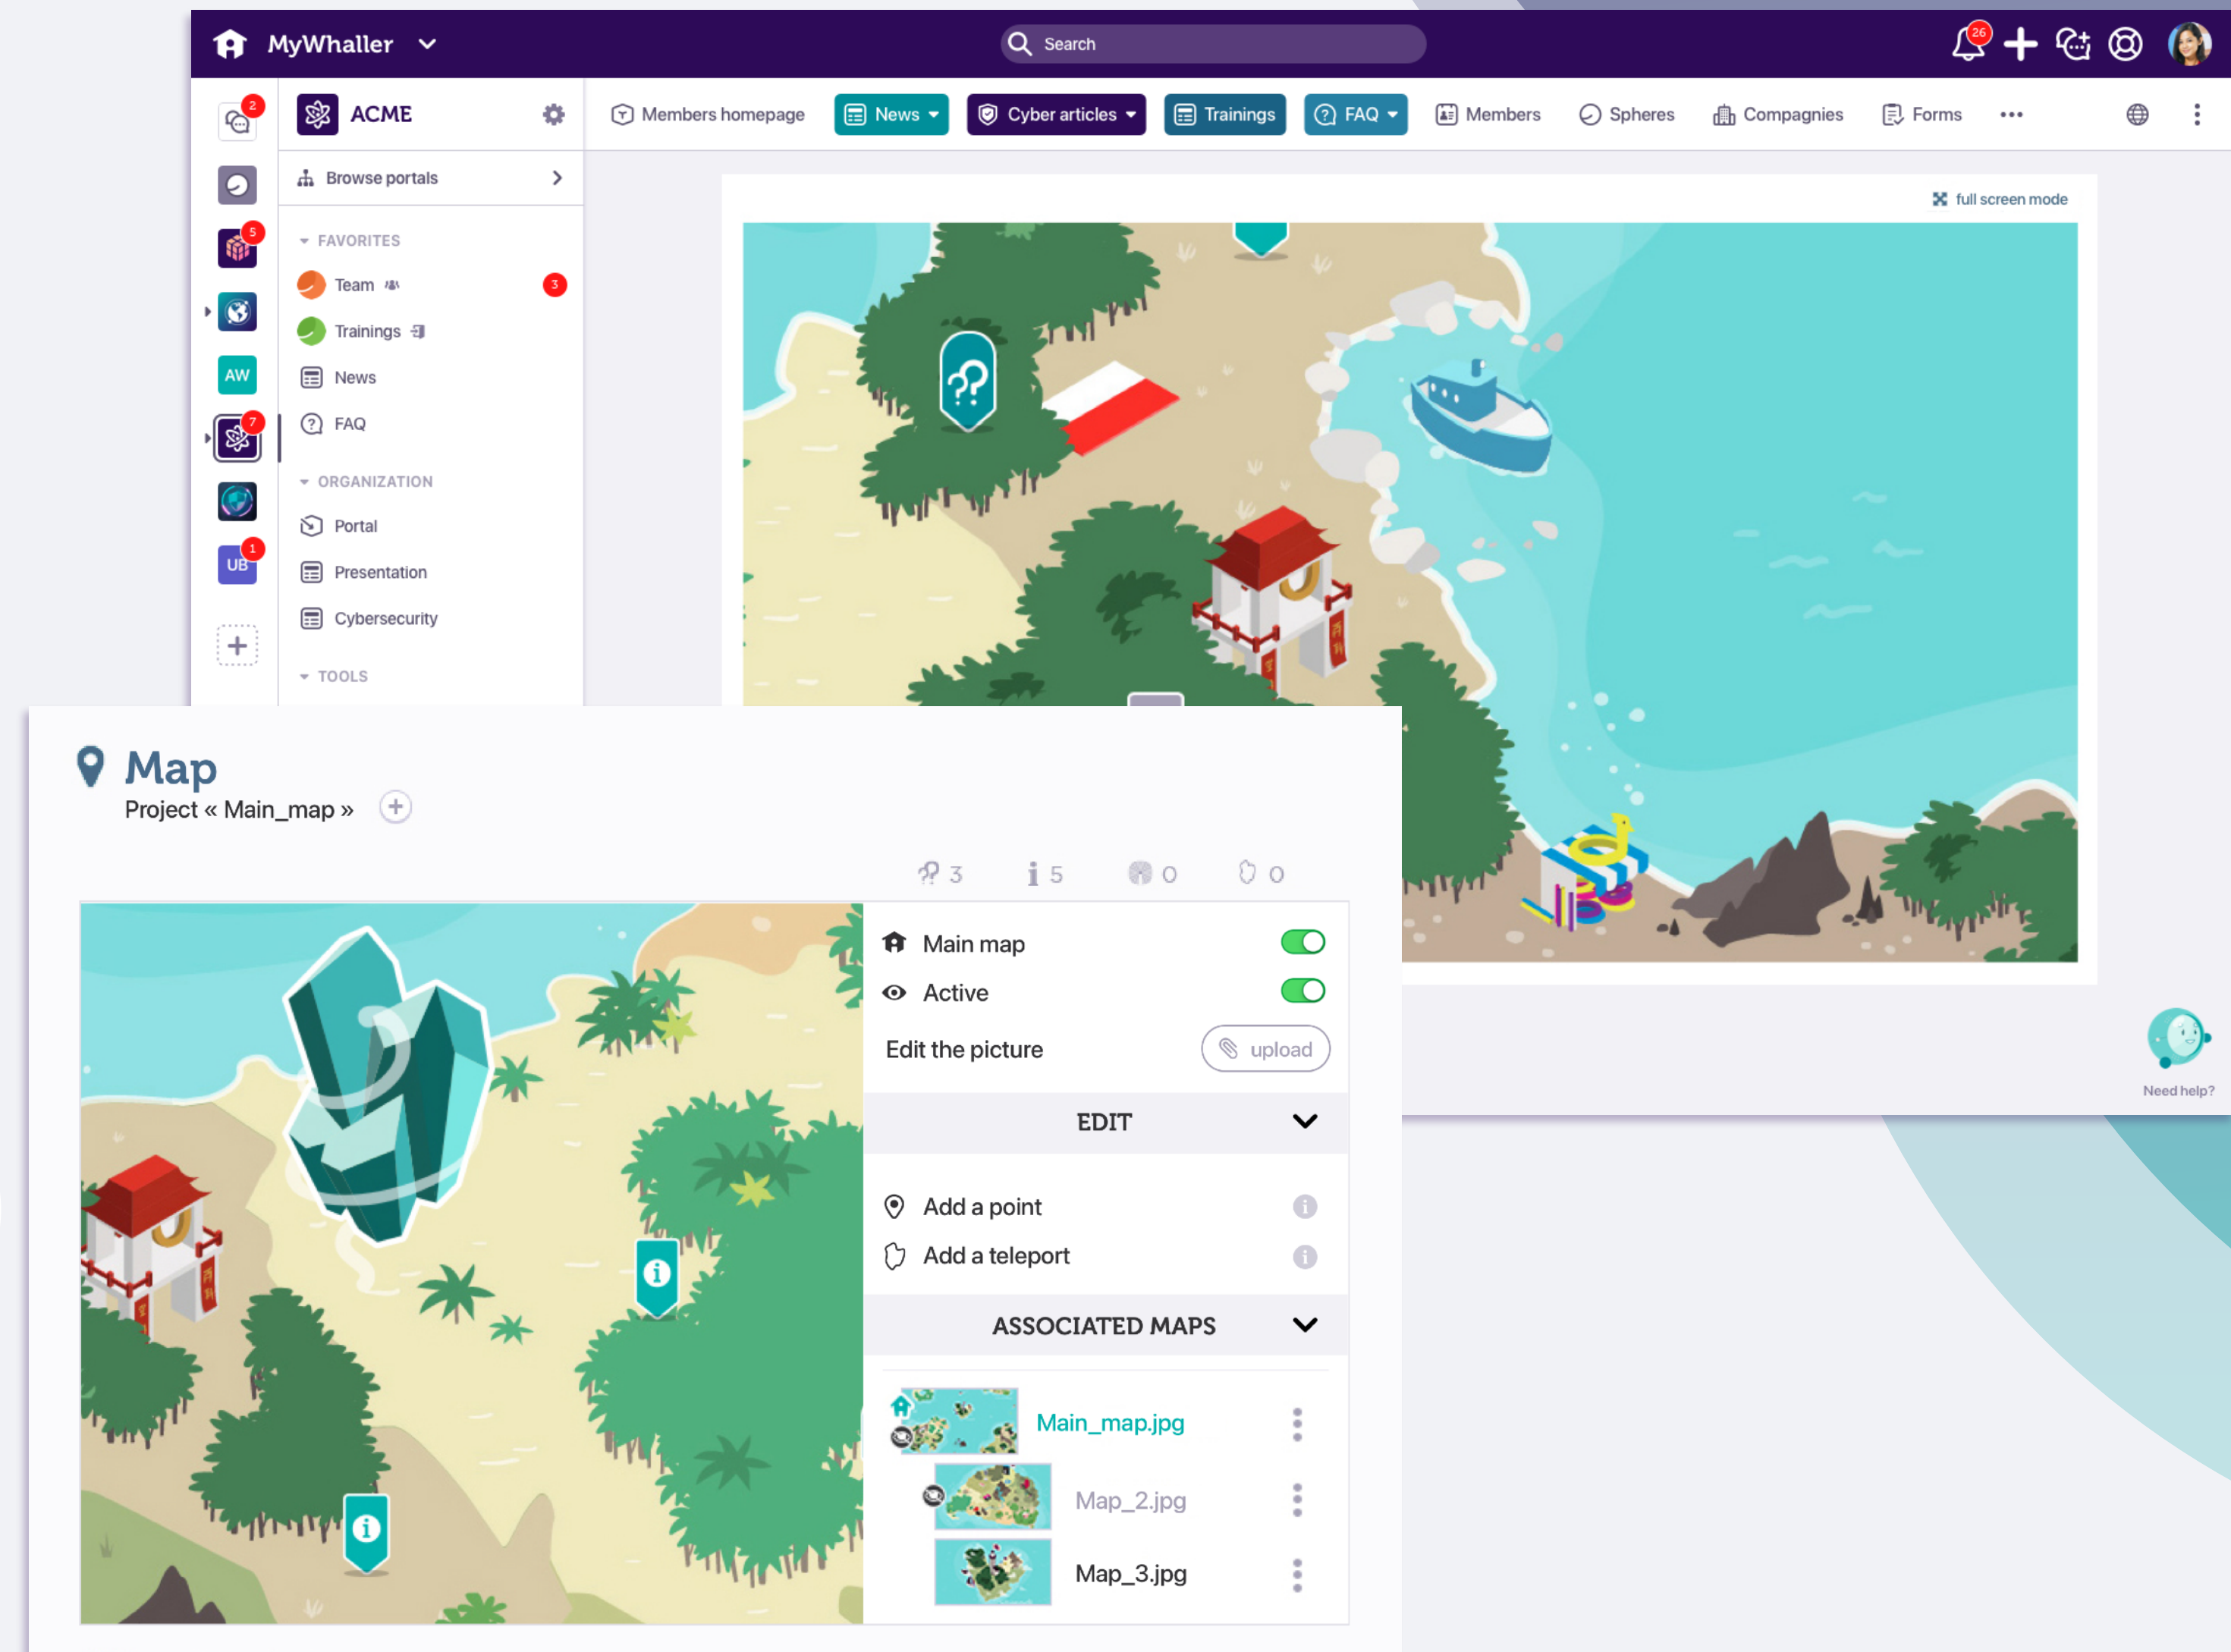 MyWhaller
Search
26
2
ACME
Members homepage
News
Cyber articles
Trainings
FAQ
Members
Spheres
Compagnies
Forms
Browse portals
full screen mode
5
FAVORITES
Team
3
Trainings
AW
News
7
FAQ
ORGANIZATION
Portal
1
UB
Presentation
Cybersecurity
TOOLS
Map
Project « Main_map »
3
5
0
0
Main map
Active
Edit the picture
upload
EDIT
Add a point
Add a teleport
ASSOCIATED MAPS
Main_map.jpg
Map_2.jpg
Map_3.jpg
Need help?